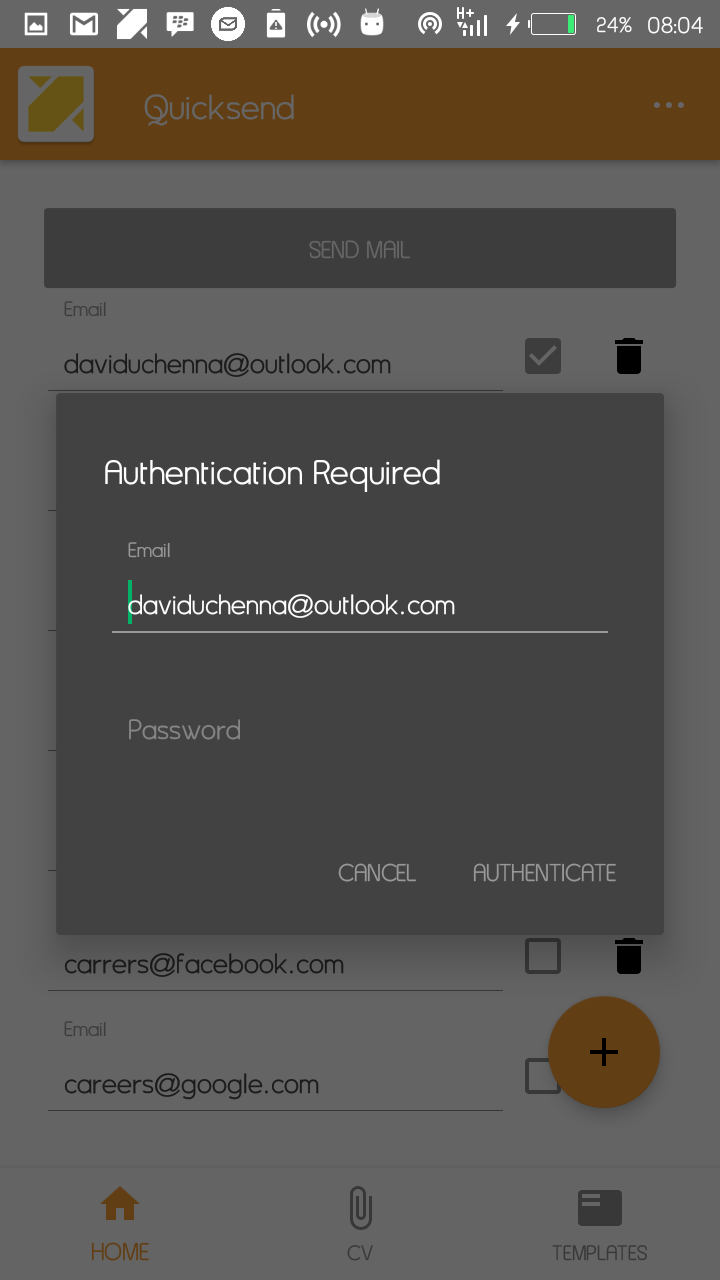 H+
24% 08:04
Quicksend
SEND MAIL
Email
daviduchenna@outlook.com
Authentication Required
Email
daviduchenna@outlook.com
Password
CANCEL AUTHENTICATE
carrers@facebook.com
Email
careers@google.com
HOME
CV
TEMPLATES